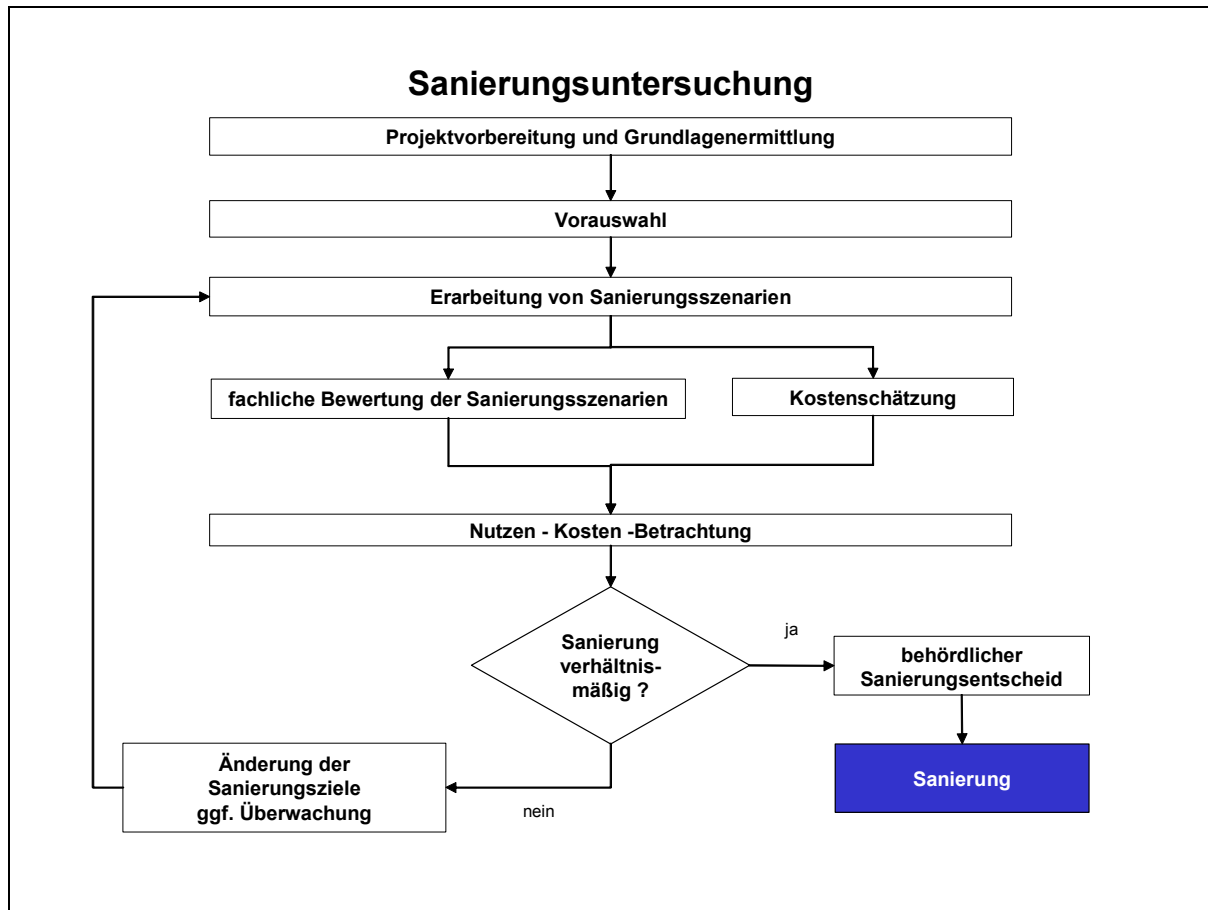 Sanierungsuntersuchung
Projektvorbereitung und Grundlagenermittlung
Vorauswahl
Erarbeitung von Sanierungsszenarien
fachliche Bewertung der Sanierungsszenarien
Kostenschätzung
Nutzen - Kosten -Betrachtung
Sanierung
verhältnis-
mäßig ?
ja
behördlicher
Sanierungsentscheid
Sanierung
nein
Änderung der
Sanierungsziele
ggf. Überwachung